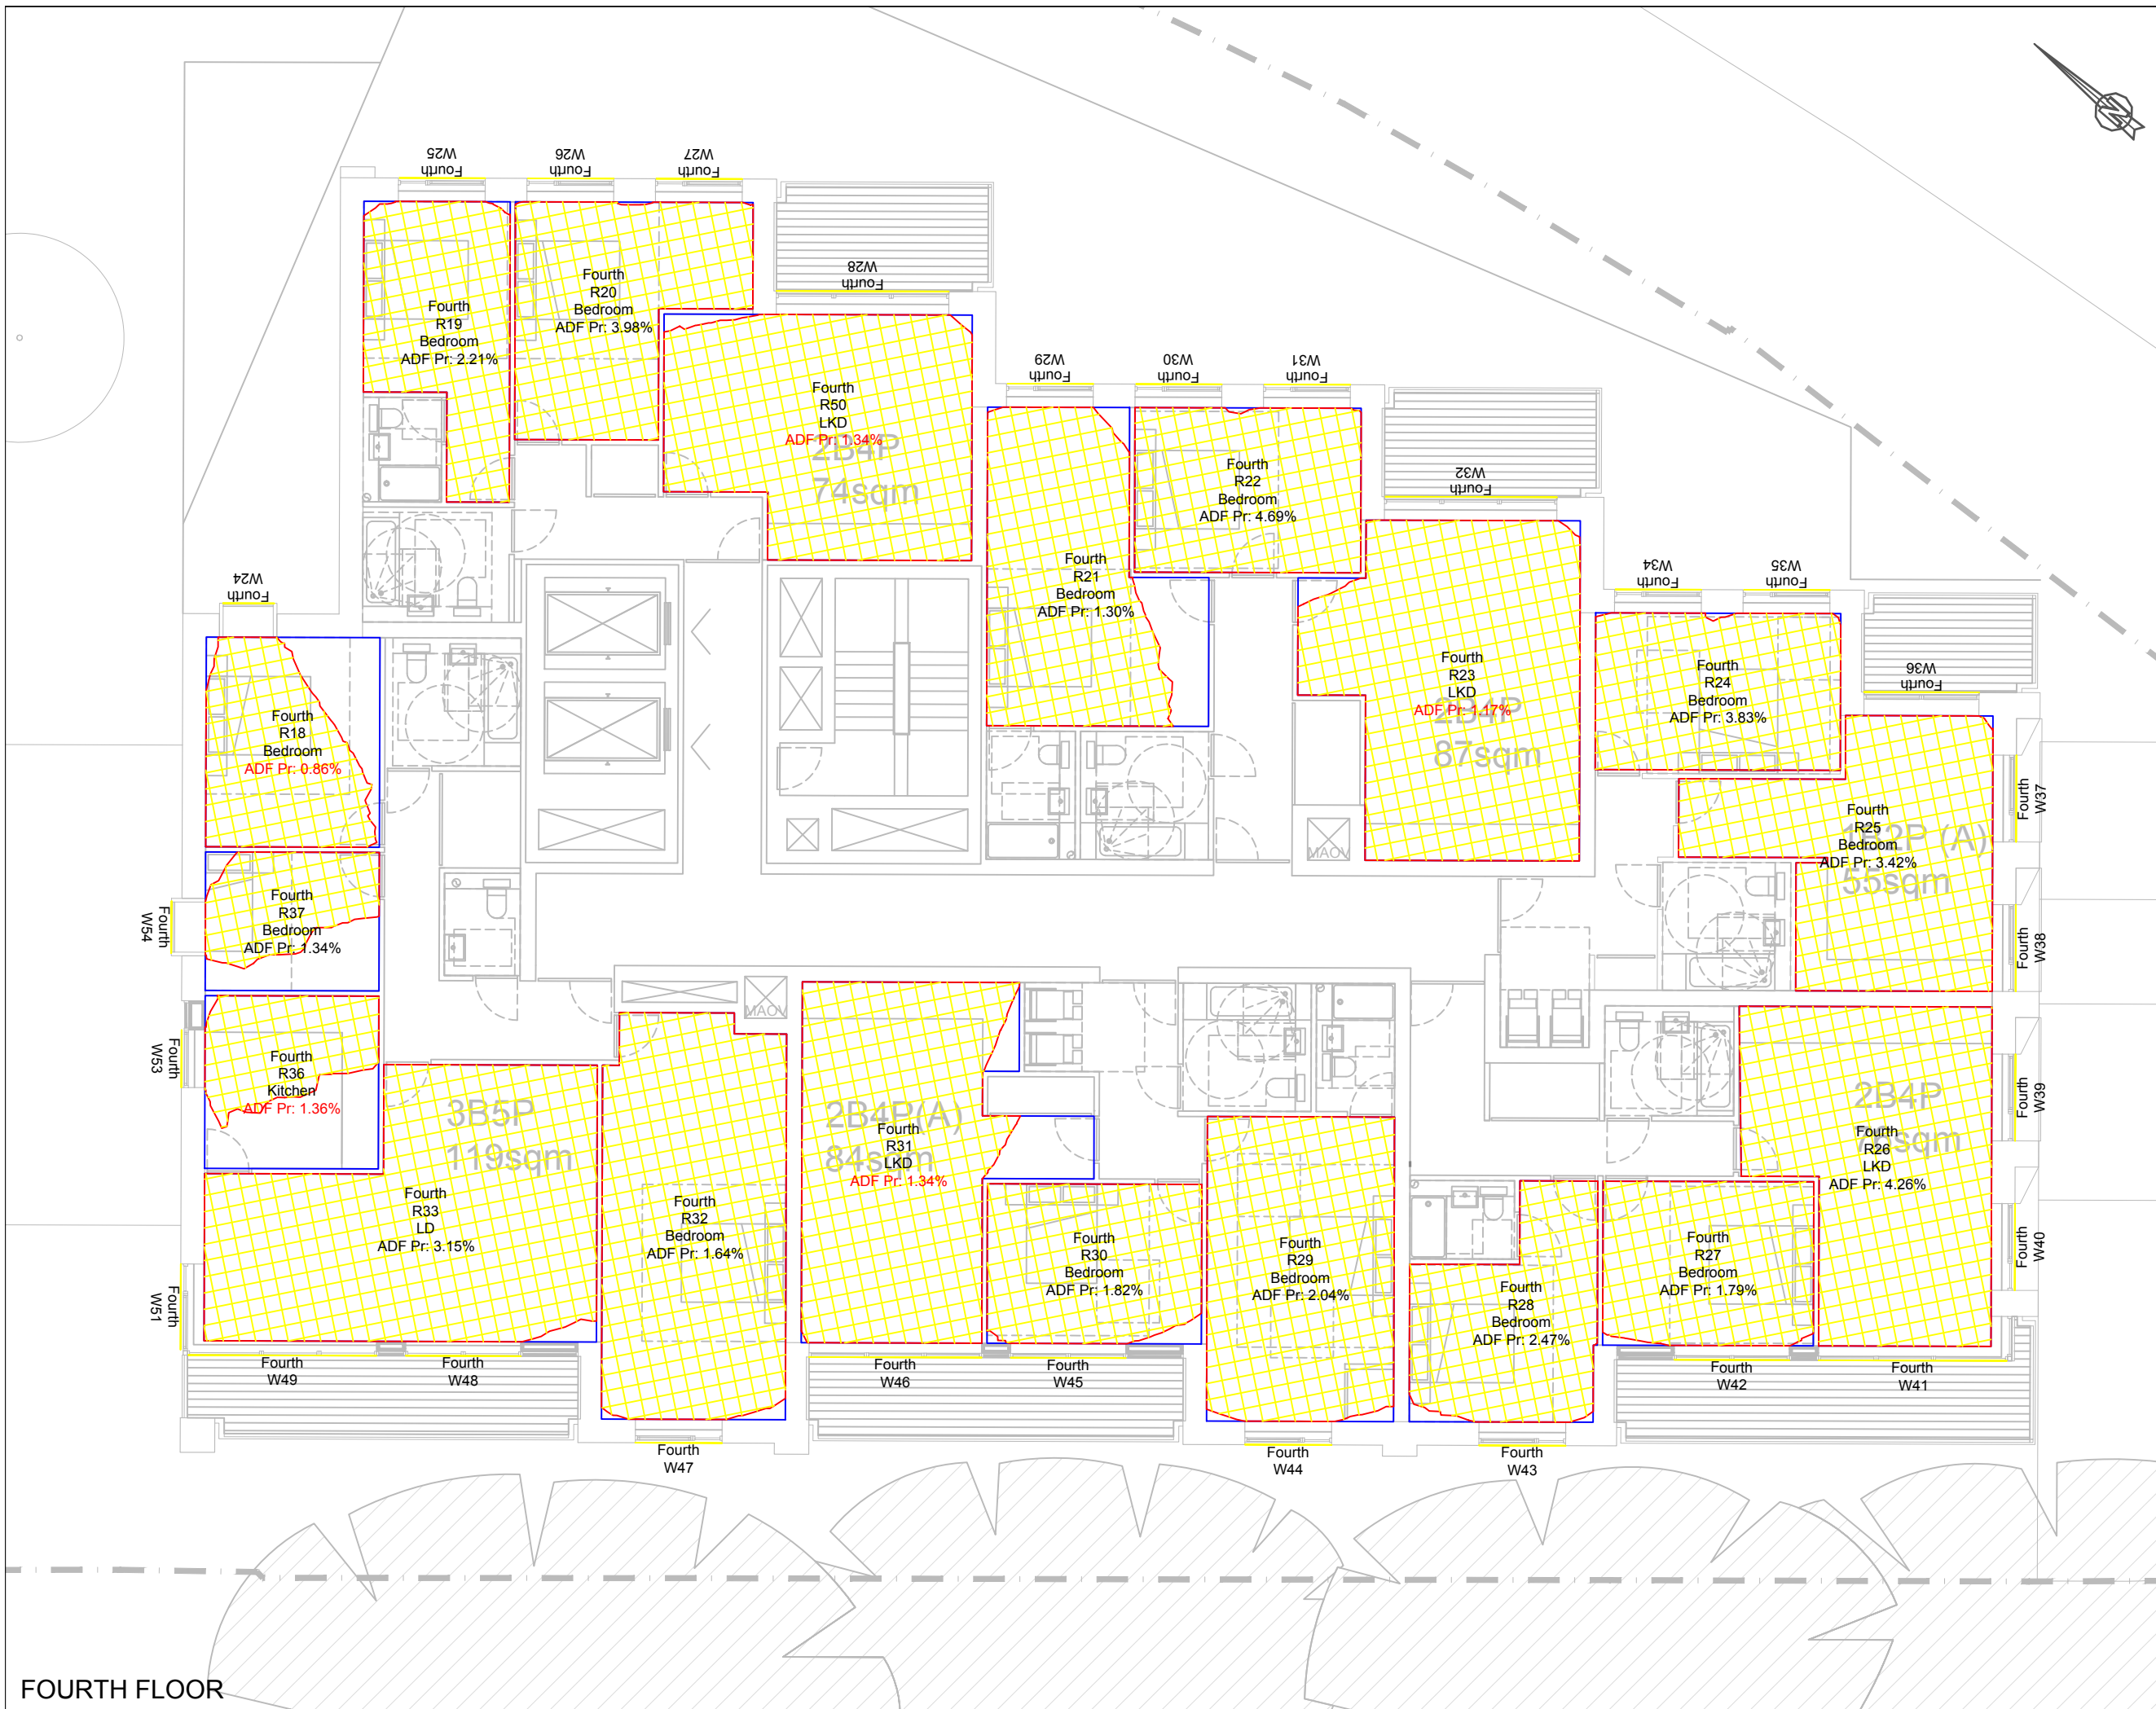 W25
Fourth
W26
Fourth
W27
Fourth
W28
Fourth
Fourth
R19
Bedroom
ADF Pr: 2.21%
Fourth
R20
Bedroom
ADF Pr: 3.98%
Fourth
R50
LKD
ADF Pr: 1.34%
2B4P
74sqm
W29
Fourth
W30
Fourth
W31
Fourth
W32
Fourth
Fourth
R21
Bedroom
ADF Pr: 1.30%
Fourth
R22
Bedroom
ADF Pr: 4.69%
Fourth
R23
LKD
ADF Pr: 1.17%
2B4P
87sqm
W34
Fourth
W35
Fourth
W36
Fourth
Fourth
R24
Bedroom
ADF Pr: 3.83%
Fourth
R25
Bedroom
ADF Pr: 3.42%
1B2P (A)
55sqm
Fourth
W37
Fourth
W38
W24
Fourth
Fourth
R18
Bedroom
ADF Pr: 0.86%
Fourth
R37
Bedroom
ADF Pr: 1.34%
Fourth
W54
Fourth
R36
Kitchen
ADF Pr: 1.36%
Fourth
W53
MAOV
MAOV
3B5P
119sqm
Fourth
R33
LD
ADF Pr: 3.15%
Fourth
R32
Bedroom
ADF Pr: 1.64%
2B4P(A)
84sqm
Fourth
R31
LKD
ADF Pr: 1.34%
Fourth
R30
Bedroom
ADF Pr: 1.82%
Fourth
R29
Bedroom
ADF Pr: 2.04%
Fourth
R28
Bedroom
ADF Pr: 2.47%
Fourth
R27
Bedroom
ADF Pr: 1.79%
2B4P
Fourth
R26
LKD
ADF Pr: 4.26%
Fourth
W39
Fourth
W40
Fourth
W51
Fourth
W49
Fourth
W48
Fourth
W47
Fourth
W46
Fourth
W45
Fourth
W44
Fourth
W43
Fourth
W42
Fourth
W41
FOURTH FLOOR